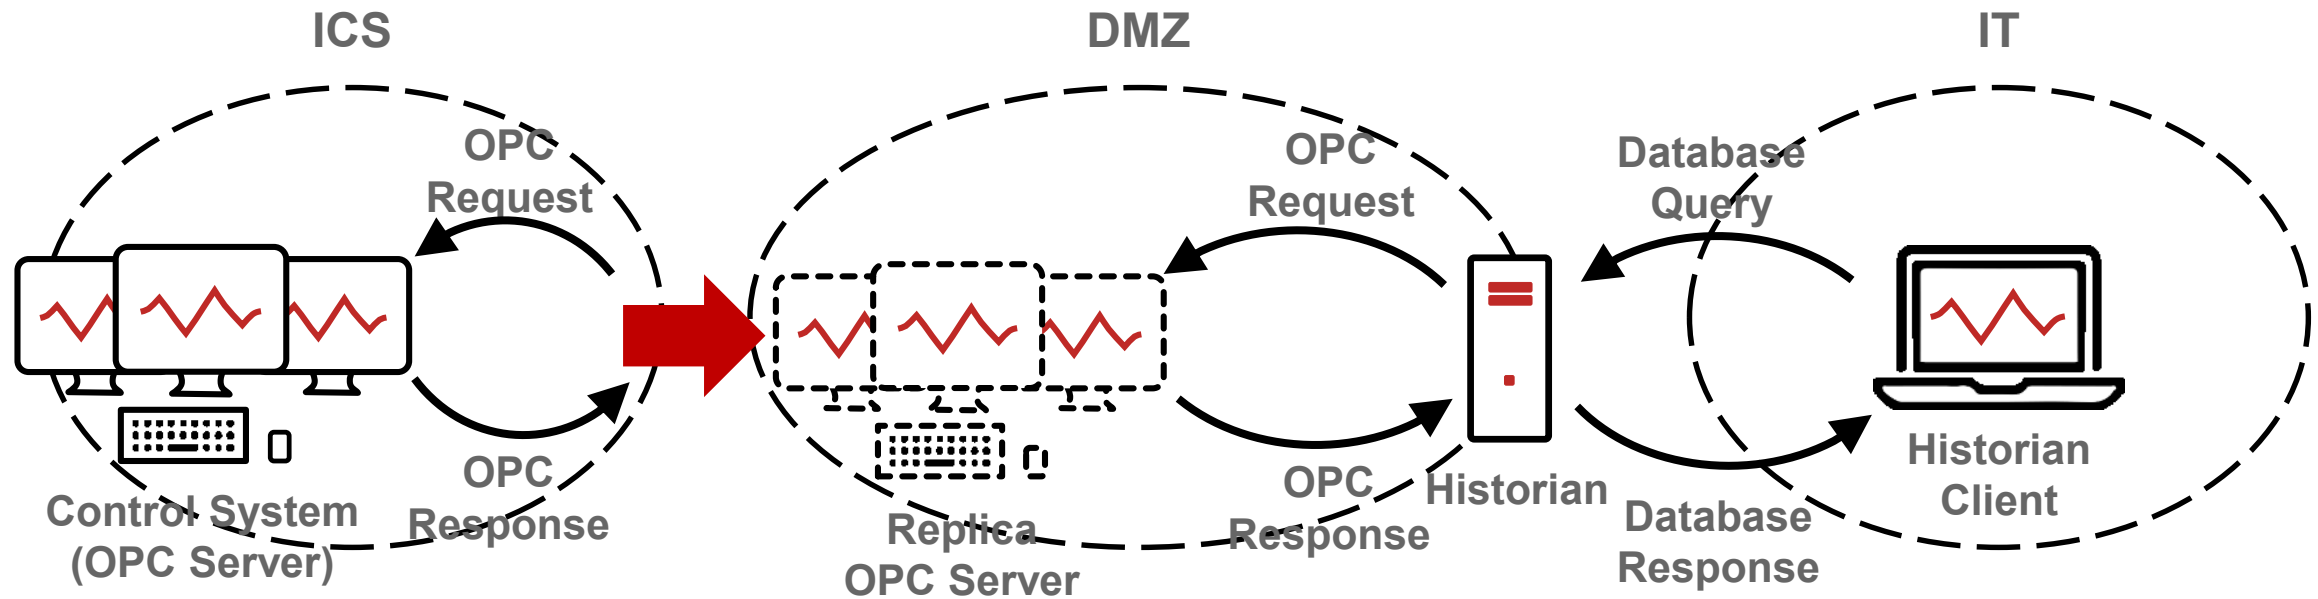 ICS
DMZ
IT
OPC
Request
OPC
Request
Database
Query
OPC
Response
Control System
(OPC Server)
Replica
OPC Server
OPC
Response
Historian
Database
Response
Historian
Client